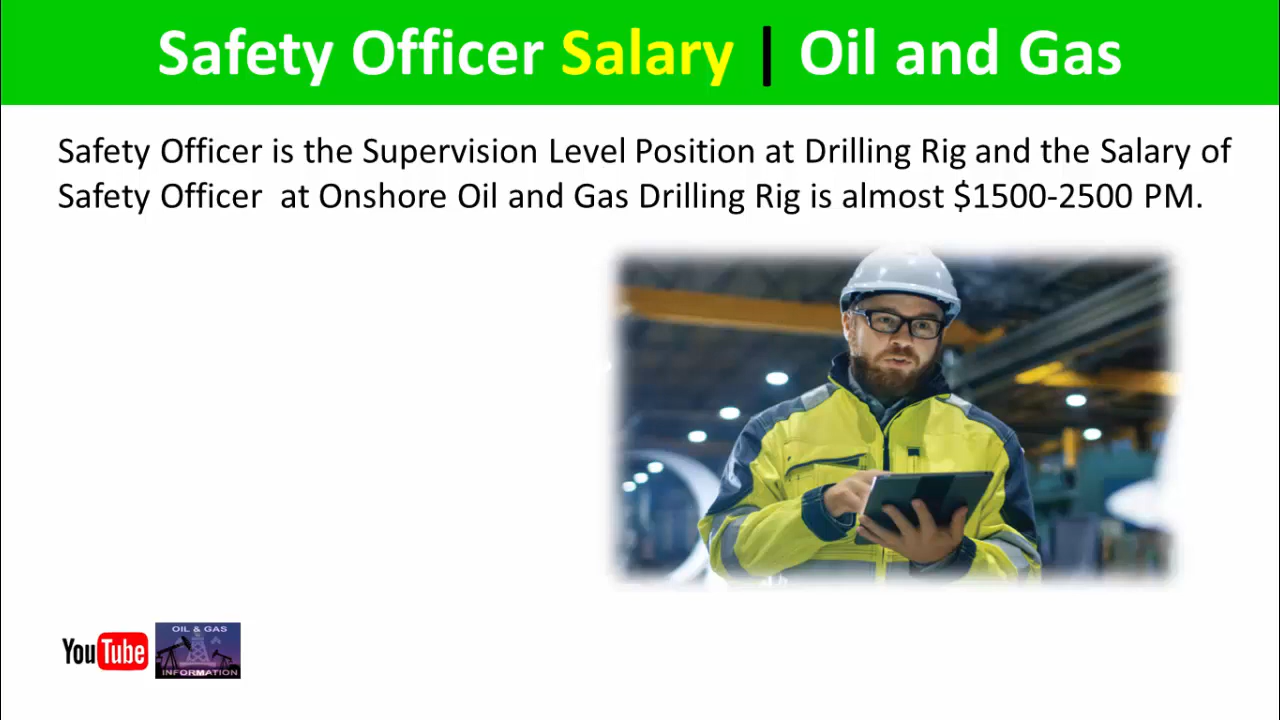 Safety Officer Salary | Oil and Gas
Safety Officer is the Supervision Level Position at Drilling Rig and the Salary of
Safety Officer at Onshore Oil and Gas Drilling Rig is almost $1500-2500 PM.
YouTube
OIL & GAS
INFORMATION